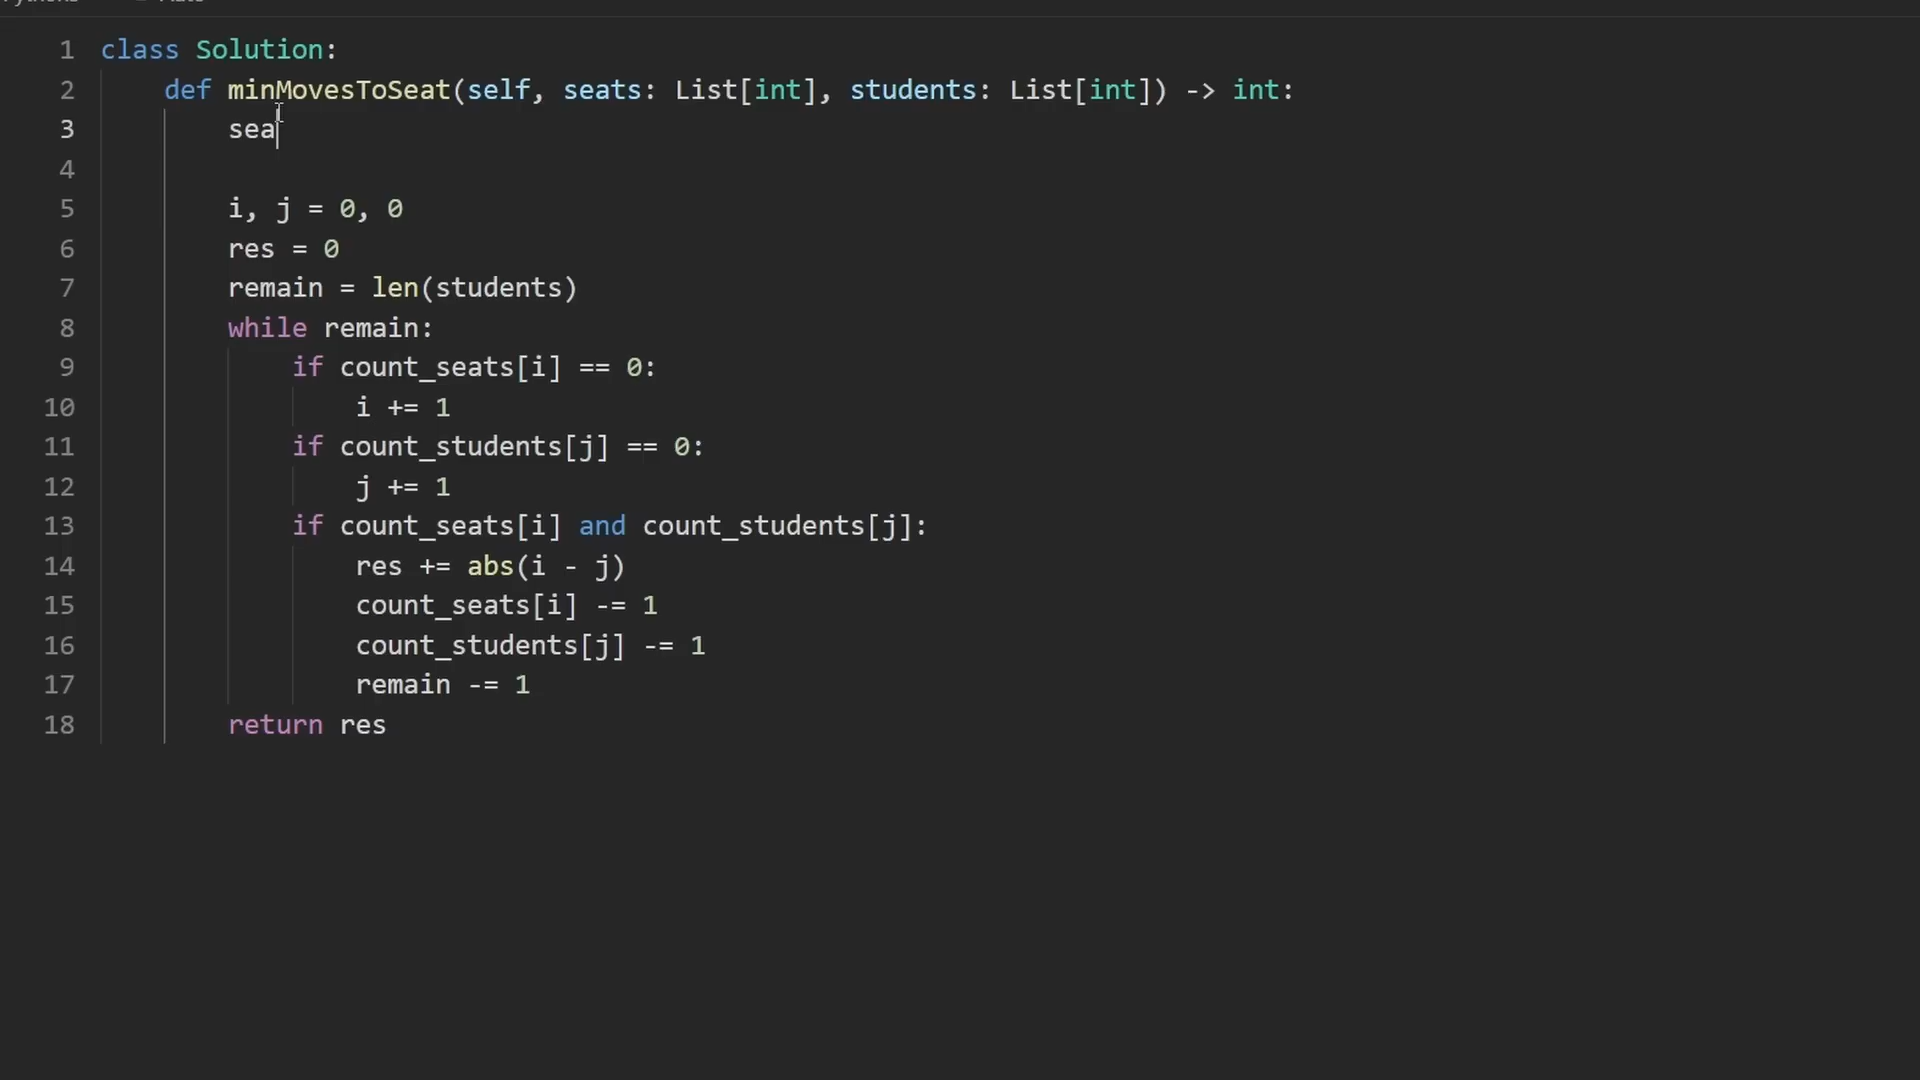 1 class Solution:
2 def minMovesToSeat(self, seats: List[int], students: List[int]) -> int:
3 sea
4
5 i, j = 0, 0
6 res = 0
7 remain = len(students)
8 while remain:
9 if count_seats[i] == 0:
10 i += 1
11 if count_students[j] == 0:
12 j += 1
13 if count_seats[i] and count_students[j]:
14 res += abs(i - j)
15 count_seats[i] -= 1
16 count_students[j] -= 1
17 remain -= 1
18 return res